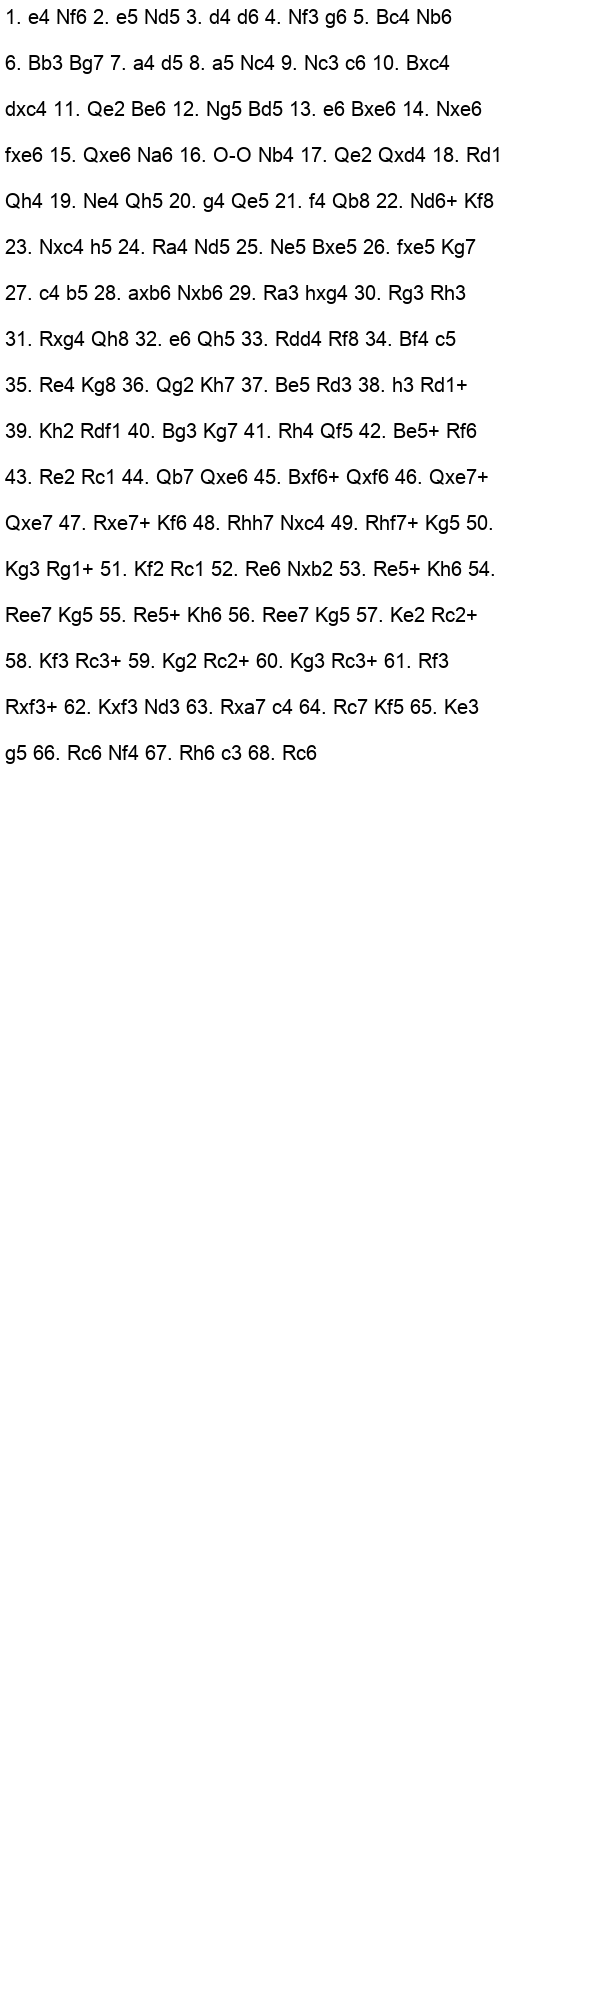 1. e4 Nf6 2. e5 Nd5 3. d4 d6 4. Nf3 g6 5. Bc4 Nb6
6. Bb3 Bg7 7. a4 d5 8. a5 Nc4 9. Nc3 c6 10. Bxc4
dxc4 11. Qe2 Be6 12. Ng5 Bd5 13. e6 Bxe6 14. Nxe6
fxe6 15. Qxe6 Na6 16. O-O Nb4 17. Qe2 Qxd4 18. Rd1
Qh4 19. Ne4 Qh5 20. g4 Qe5 21. f4 Qb8 22. Nd6+ Kf8
23. Nxc4 h5 24. Ra4 Nd5 25. Ne5 Bxe5 26. fxe5 Kg7
27. c4 b5 28. axb6 Nxb6 29. Ra3 hxg4 30. Rg3 Rh3
31. Rxg4 Qh8 32. e6 Qh5 33. Rdd4 Rf8 34. Bf4 c5
35. Re4 Kg8 36. Qg2 Kh7 37. Be5 Rd3 38. h3 Rd1+
39. Kh2 Rdf1 40. Bg3 Kg7 41. Rh4 Qf5 42. Be5+ Rf6
43. Re2 Rc1 44. Qb7 Qxe6 45. Bxf6+ Qxf6 46. Qxe7+
Qxe7 47. Rxe7+ Kf6 48. Rhh7 Nxc4 49. Rhf7+ Kg5 50.
Kg3 Rg1+ 51. Kf2 Rc1 52. Re6 Nxb2 53. Re5+ Kh6 54.
Ree7 Kg5 55. Re5+ Kh6 56. Ree7 Kg5 57. Ke2 Rc2+
58. Kf3 Rc3+ 59. Kg2 Rc2+ 60. Kg3 Rc3+ 61. Rf3
Rxf3+ 62. Kxf3 Nd3 63. Rxa7 c4 64. Rc7 Kf5 65. Ke3
g5 66. Rc6 Nf4 67. Rh6 c3 68. Rc6